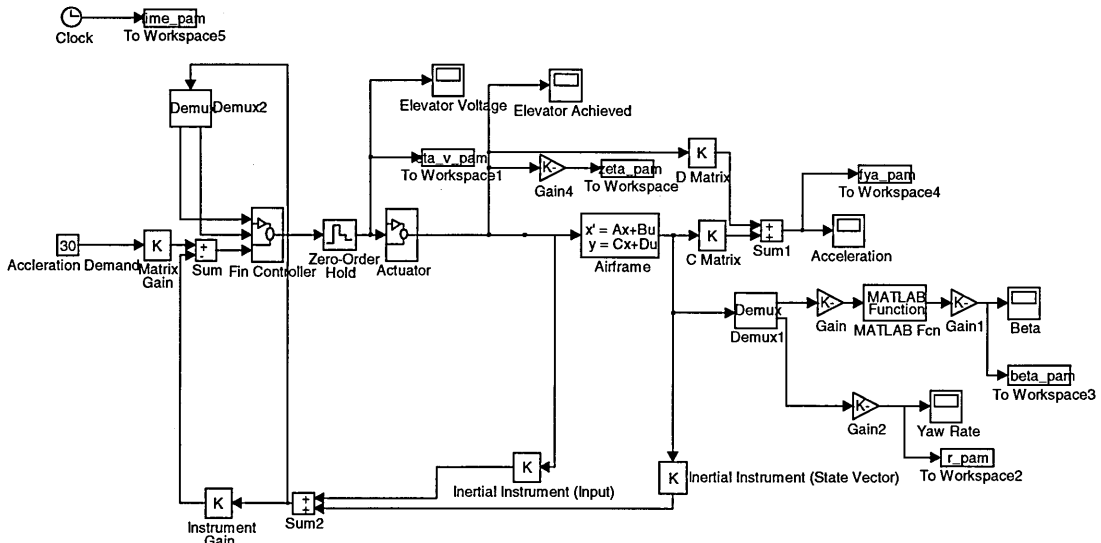 ime_pam
Clock
To Workspace5
Demux
Demux2
Elevator Voltage
Elevator Achieved
eta_v_pam
To Workspace1
K-
Gain4
zeta_pam
To Workspace
K
D Matrix
fya_pam
To Workspace4
30
Accleration Demand
K
Matrix
Gain
+
-
Sum
Fin Controller
Zero-Order
Hold
Actuator
x' = Ax+Bu
y = Cx+Du
Airframe
K
C Matrix
+
+
Sum1
Acceleration
Demux
Demux1
K-
Gain
MATLAB
Function
MATLAB Fcn
K-
Gain1
Beta
beta_pam
To Workspace3
K-
Gain2
Yaw Rate
r_pam
To Workspace2
K
Inertial Instrument (Input)
K
Inertial Instrument (State Vector)
K
Instrument
Gain
+
+
Sum2